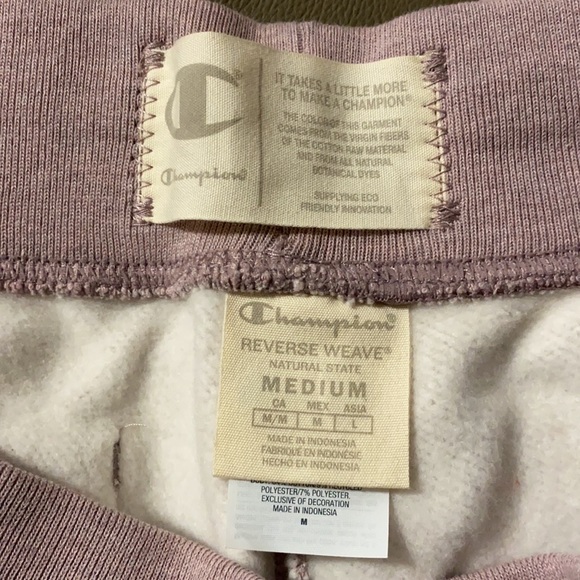 C®
Champion®
IT TAKES A LITTLE MORE
TO MAKE A CHAMPION®
THE COLOR OF THIS GARMENT
COMES FROM THE VIRGIN FIBERS
OF THE COTTON RAW MATERIAL
AND FROM ALL NATURAL
BOTANICAL DYES
SUPPLYING ECO
FRIENDLY INNOVATION
Champion®
REVERSE WEAVE®
NATURAL STATE
MEDIUM
CA MEX ASIA
M/M M L
MADE IN INDONESIA
FABRIQUÉ EN INDONÉSIE
HECHO EN INDONESIA
POLYESTER/7% POLYESTER.
EXCLUSIVE OF DECORATION
MADE IN INDONESIA
M